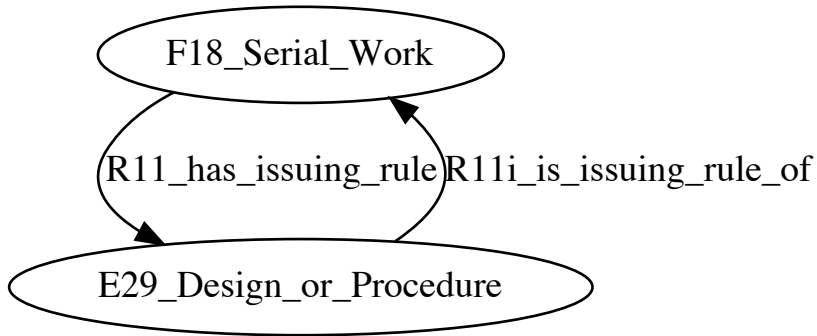 F18_Serial_Work
R11_has_issuing_rule
R11i_is_issuing_rule_of
E29_Design_or_Procedure